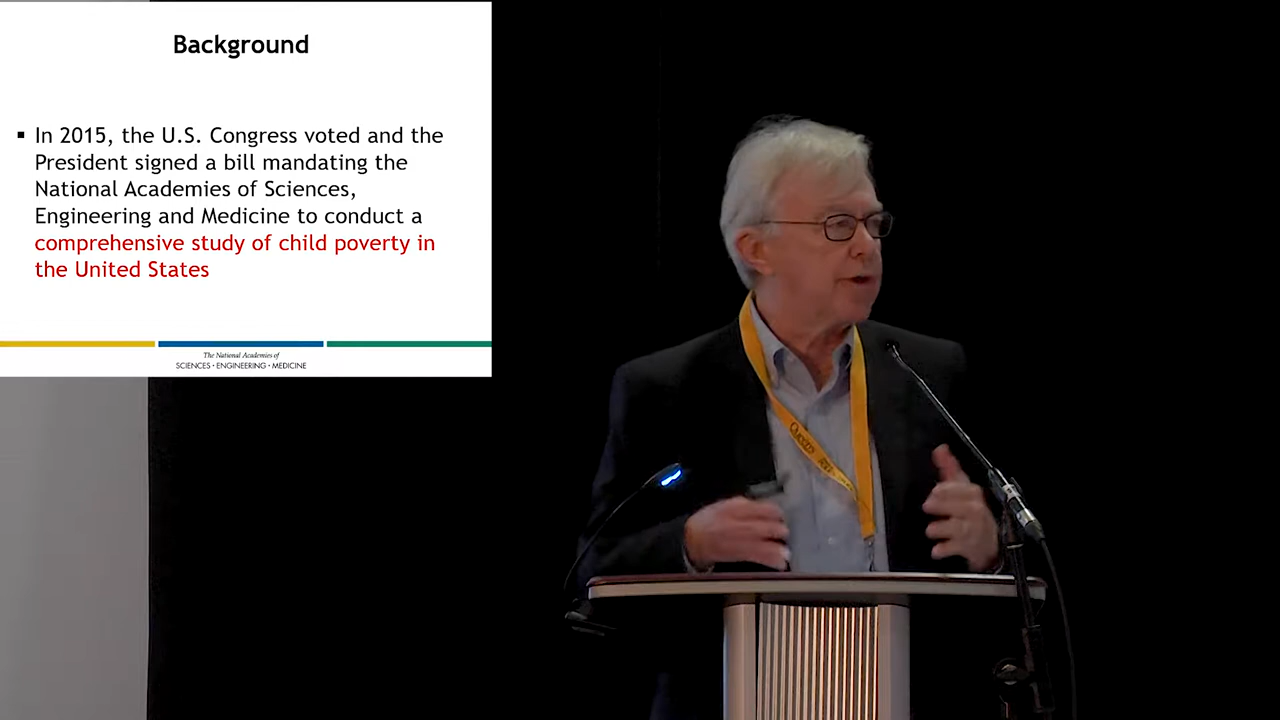 Background
▪ In 2015, the U.S. Congress voted and the
President signed a bill mandating the
National Academies of Sciences,
Engineering and Medicine to conduct a
comprehensive study of child poverty in
the United States
The National Academies of
SCIENCES • ENGINEERING • MEDICINE
Queen's